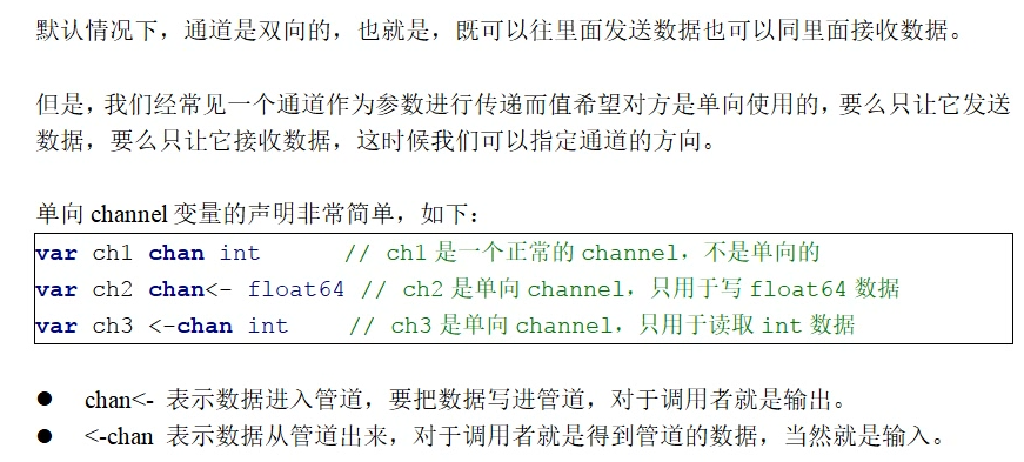 默认情况下，通道是双向的，也就是，既可以往里面发送数据也可以同里面接收数据。
但是，我们经常见一个通道作为参数进行传递而值希望对方是单向使用的，要么只让它发送
数据，要么只让它接收数据，这时候我们可以指定通道的方向。
单向 channel 变量的声明非常简单，如下：
var ch1 chan int // ch1 是一个正常的 channel，不是单向的
var ch2 chan<- float64 // ch2 是单向 channel，只用于写 float64 数据
var ch3 <-chan int // ch3 是单向 channel，只用于读取 int 数据
● chan<- 表示数据进入管道，要把数据写进管道，对于调用者就是输出。
● <-chan 表示数据从管道出来，对于调用者就是得到管道的数据，当然就是输入。